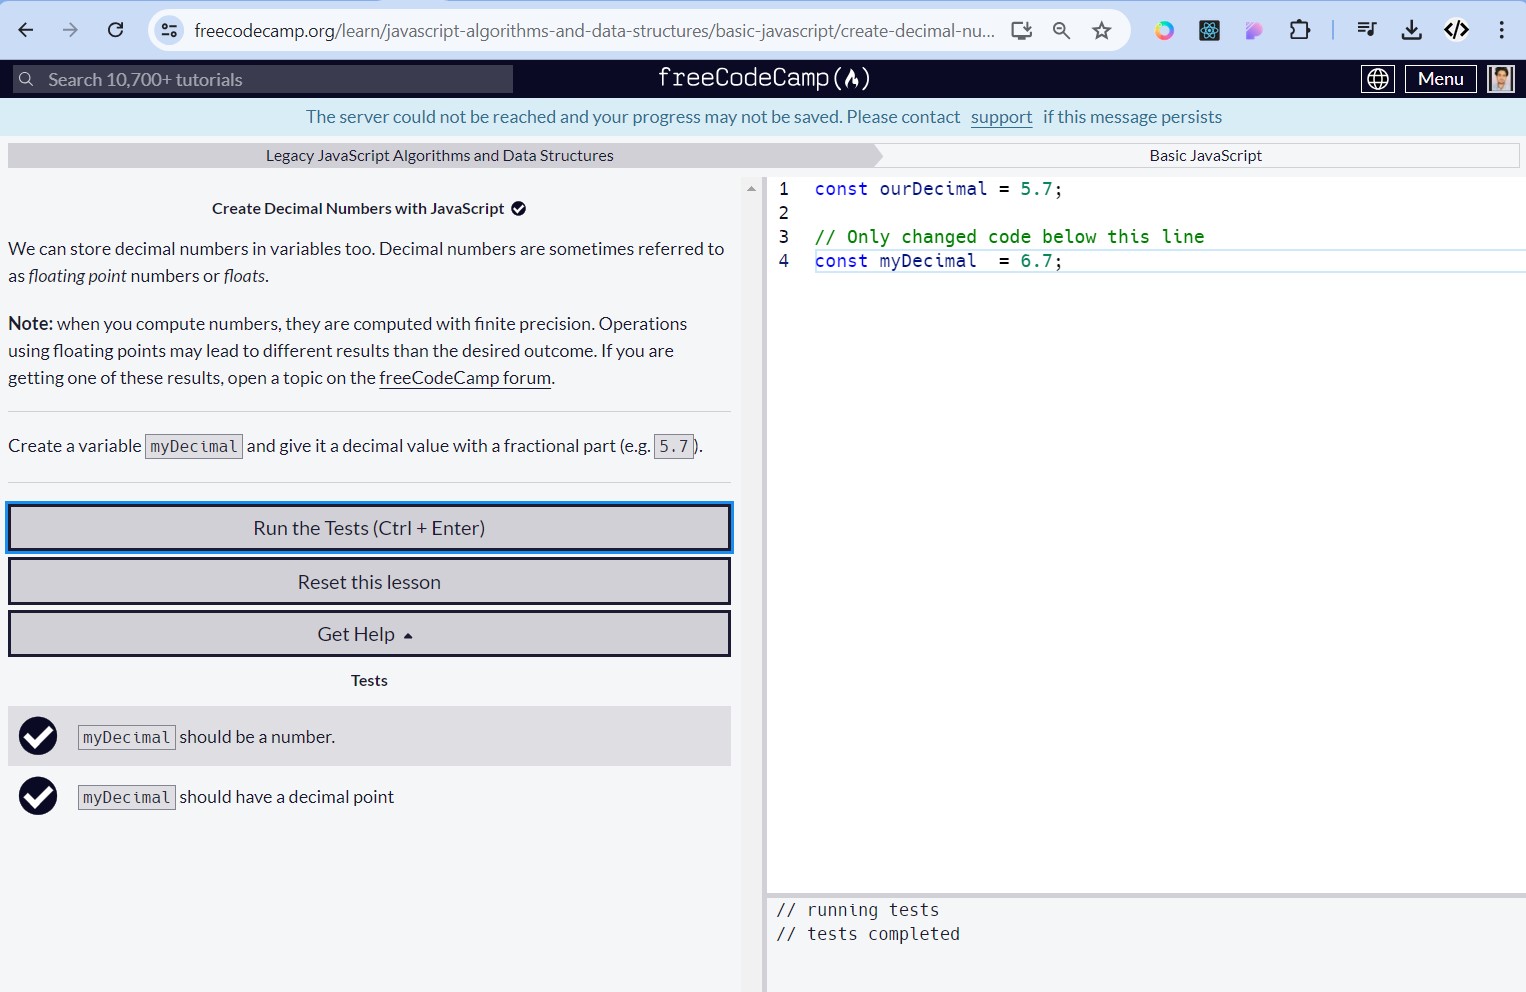 freecodecamp.org/learn/javascript-algorithms-and-data-structures/basic-javascript/create-decimal-nu...
Search 10,700+ tutorials
freeCodeCamp
Menu
The server could not be reached and your progress may not be saved. Please contact support if this message persists
Legacy JavaScript Algorithms and Data Structures
Basic JavaScript
Create Decimal Numbers with JavaScript
We can store decimal numbers in variables too. Decimal numbers are sometimes referred to
as floating point numbers or floats.
Note: when you compute numbers, they are computed with finite precision. Operations
using floating points may lead to different results than the desired outcome. If you are
getting one of these results, open a topic on the freeCodeCamp forum.
Create a variable myDecimal and give it a decimal value with a fractional part (e.g. 5.7).
Run the Tests (Ctrl + Enter)
Reset this lesson
Get Help
Tests
myDecimal should be a number.
myDecimal should have a decimal point
1 const ourDecimal = 5.7;
2
3 // Only changed code below this line
4 const myDecimal  = 6.7;
// running tests
// tests completed